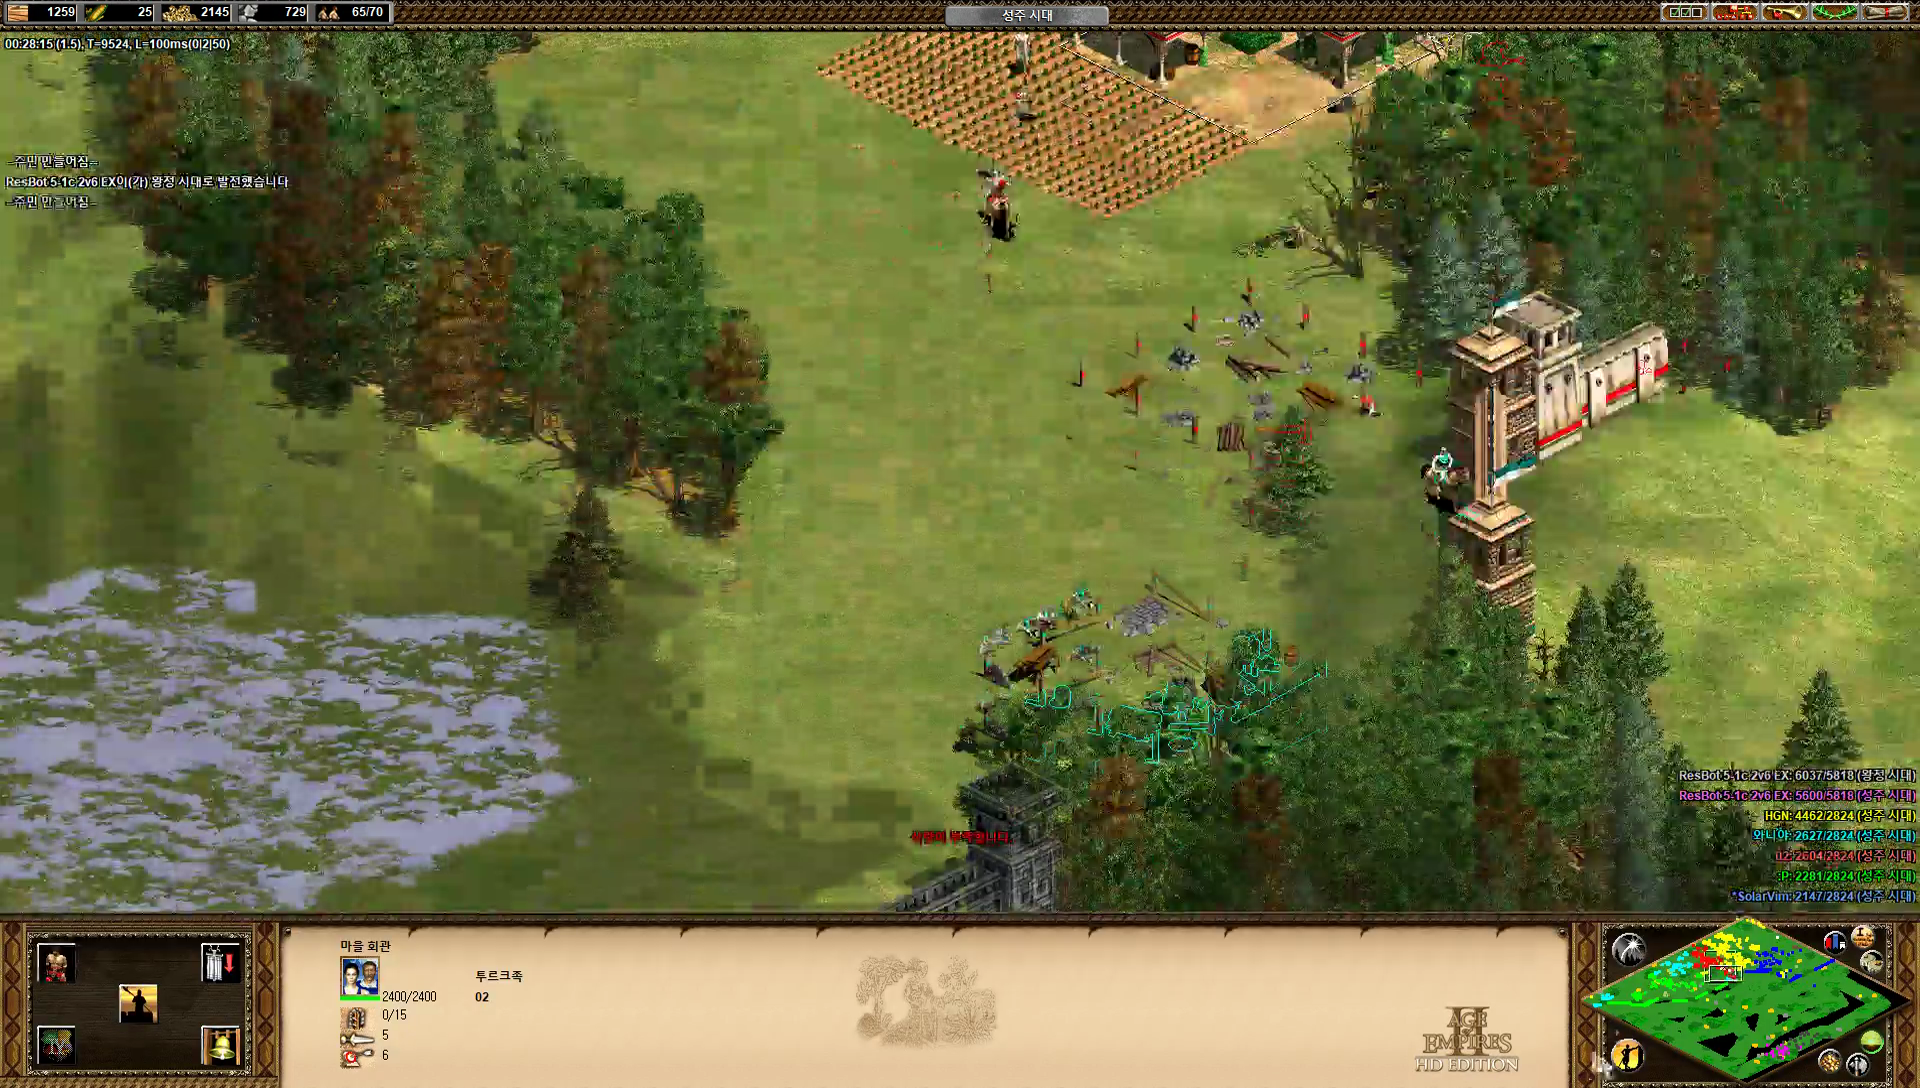 1259 25 2145 729 65/70
성주 시대
00:28:15 (1.5), T=9524, L=100ms(0|2|50)
--주민 만들어짐--
ResBot 5-1c 2v6 EX이(가) 왕정 시대로 발전했습니다
--주민 만들어짐--
ResBot 5-1c 2v6 EX: 6037/5818 (왕정 시대)
ResBot 5-1c 2v6 EX: 5600/5818 (성주 시대)
HGN: 4462/2824 (성주 시대)
와니야: 2627/2824 (성주 시대)
02: 2604/2824 (성주 시대)
:P: 2281/2824 (성주 시대)
*SolarVim: 2147/2824 (성주 시대)
마을 회관
투르크족
2400/2400
02
0/15
5
6
AGE OF EMPIRES II
HD EDITION